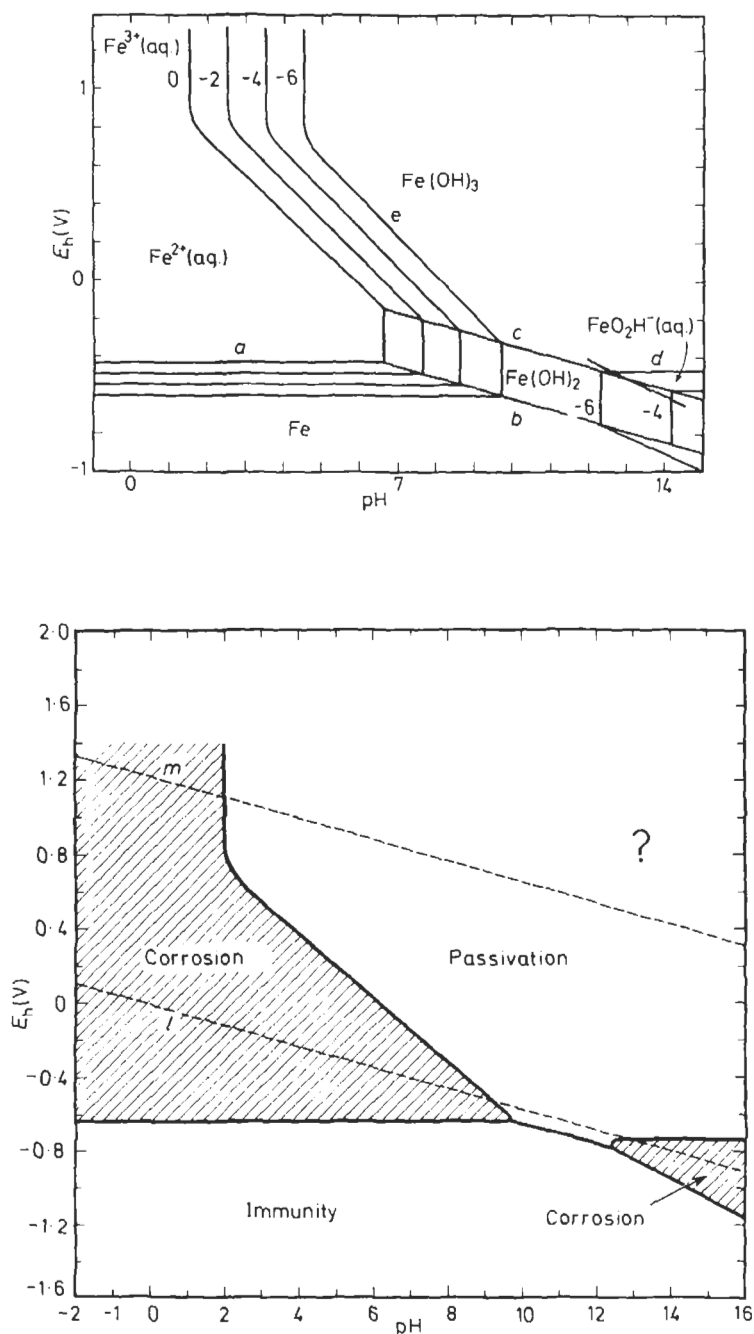 Fe³⁺(aq.)
0 -2 -4 -6
1
Fe(OH)₃
e
E_h(V)
Fe²⁺(aq.)
0
c
FeO₂H⁻(aq.)
a
d
Fe(OH)₂
-6 -4
Fe
b
-1
0 7 14
pH
2·0
1·6
m
1·2
?
0·8
0·4
Corrosion Passivation
E_h(V)
0
l
-0·4
-0·8
Immunity
Corrosion
-1·2
-1·6
-2 -1 0 2 4 6 8 10 12 14 16
pH